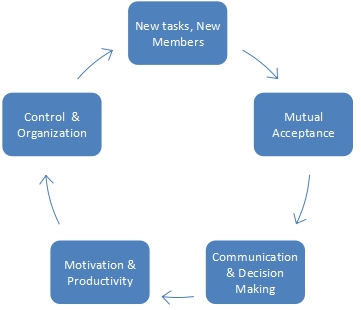 New tasks, New
Members
Mutual
Acceptance
Communication
& Decision
Making
Motivation &
Productivity
Control &
Organization